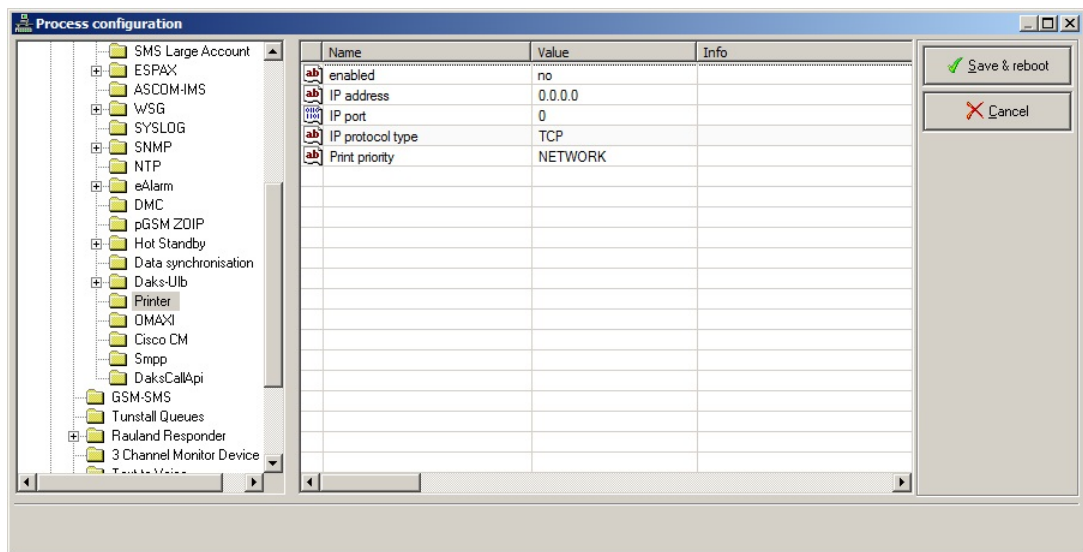 Process configuration
SMS Large Account
ESPAX
ASCOM-IMS
WSG
SYSLOG
SNMP
NTP
eAlarm
DMC
pGSM ZOIP
Hot Standby
Data synchronisation
Daks-Ulb
Printer
OMAXI
Cisco CM
Smpp
DaksCallApi
GSM-SMS
Tunstall Queues
Rauland Responder
3 Channel Monitor Device
Name Value Info
enabled no
IP address 0.0.0.0
IP port 0
IP protocol type TCP
Print priority NETWORK
Save & reboot
Cancel